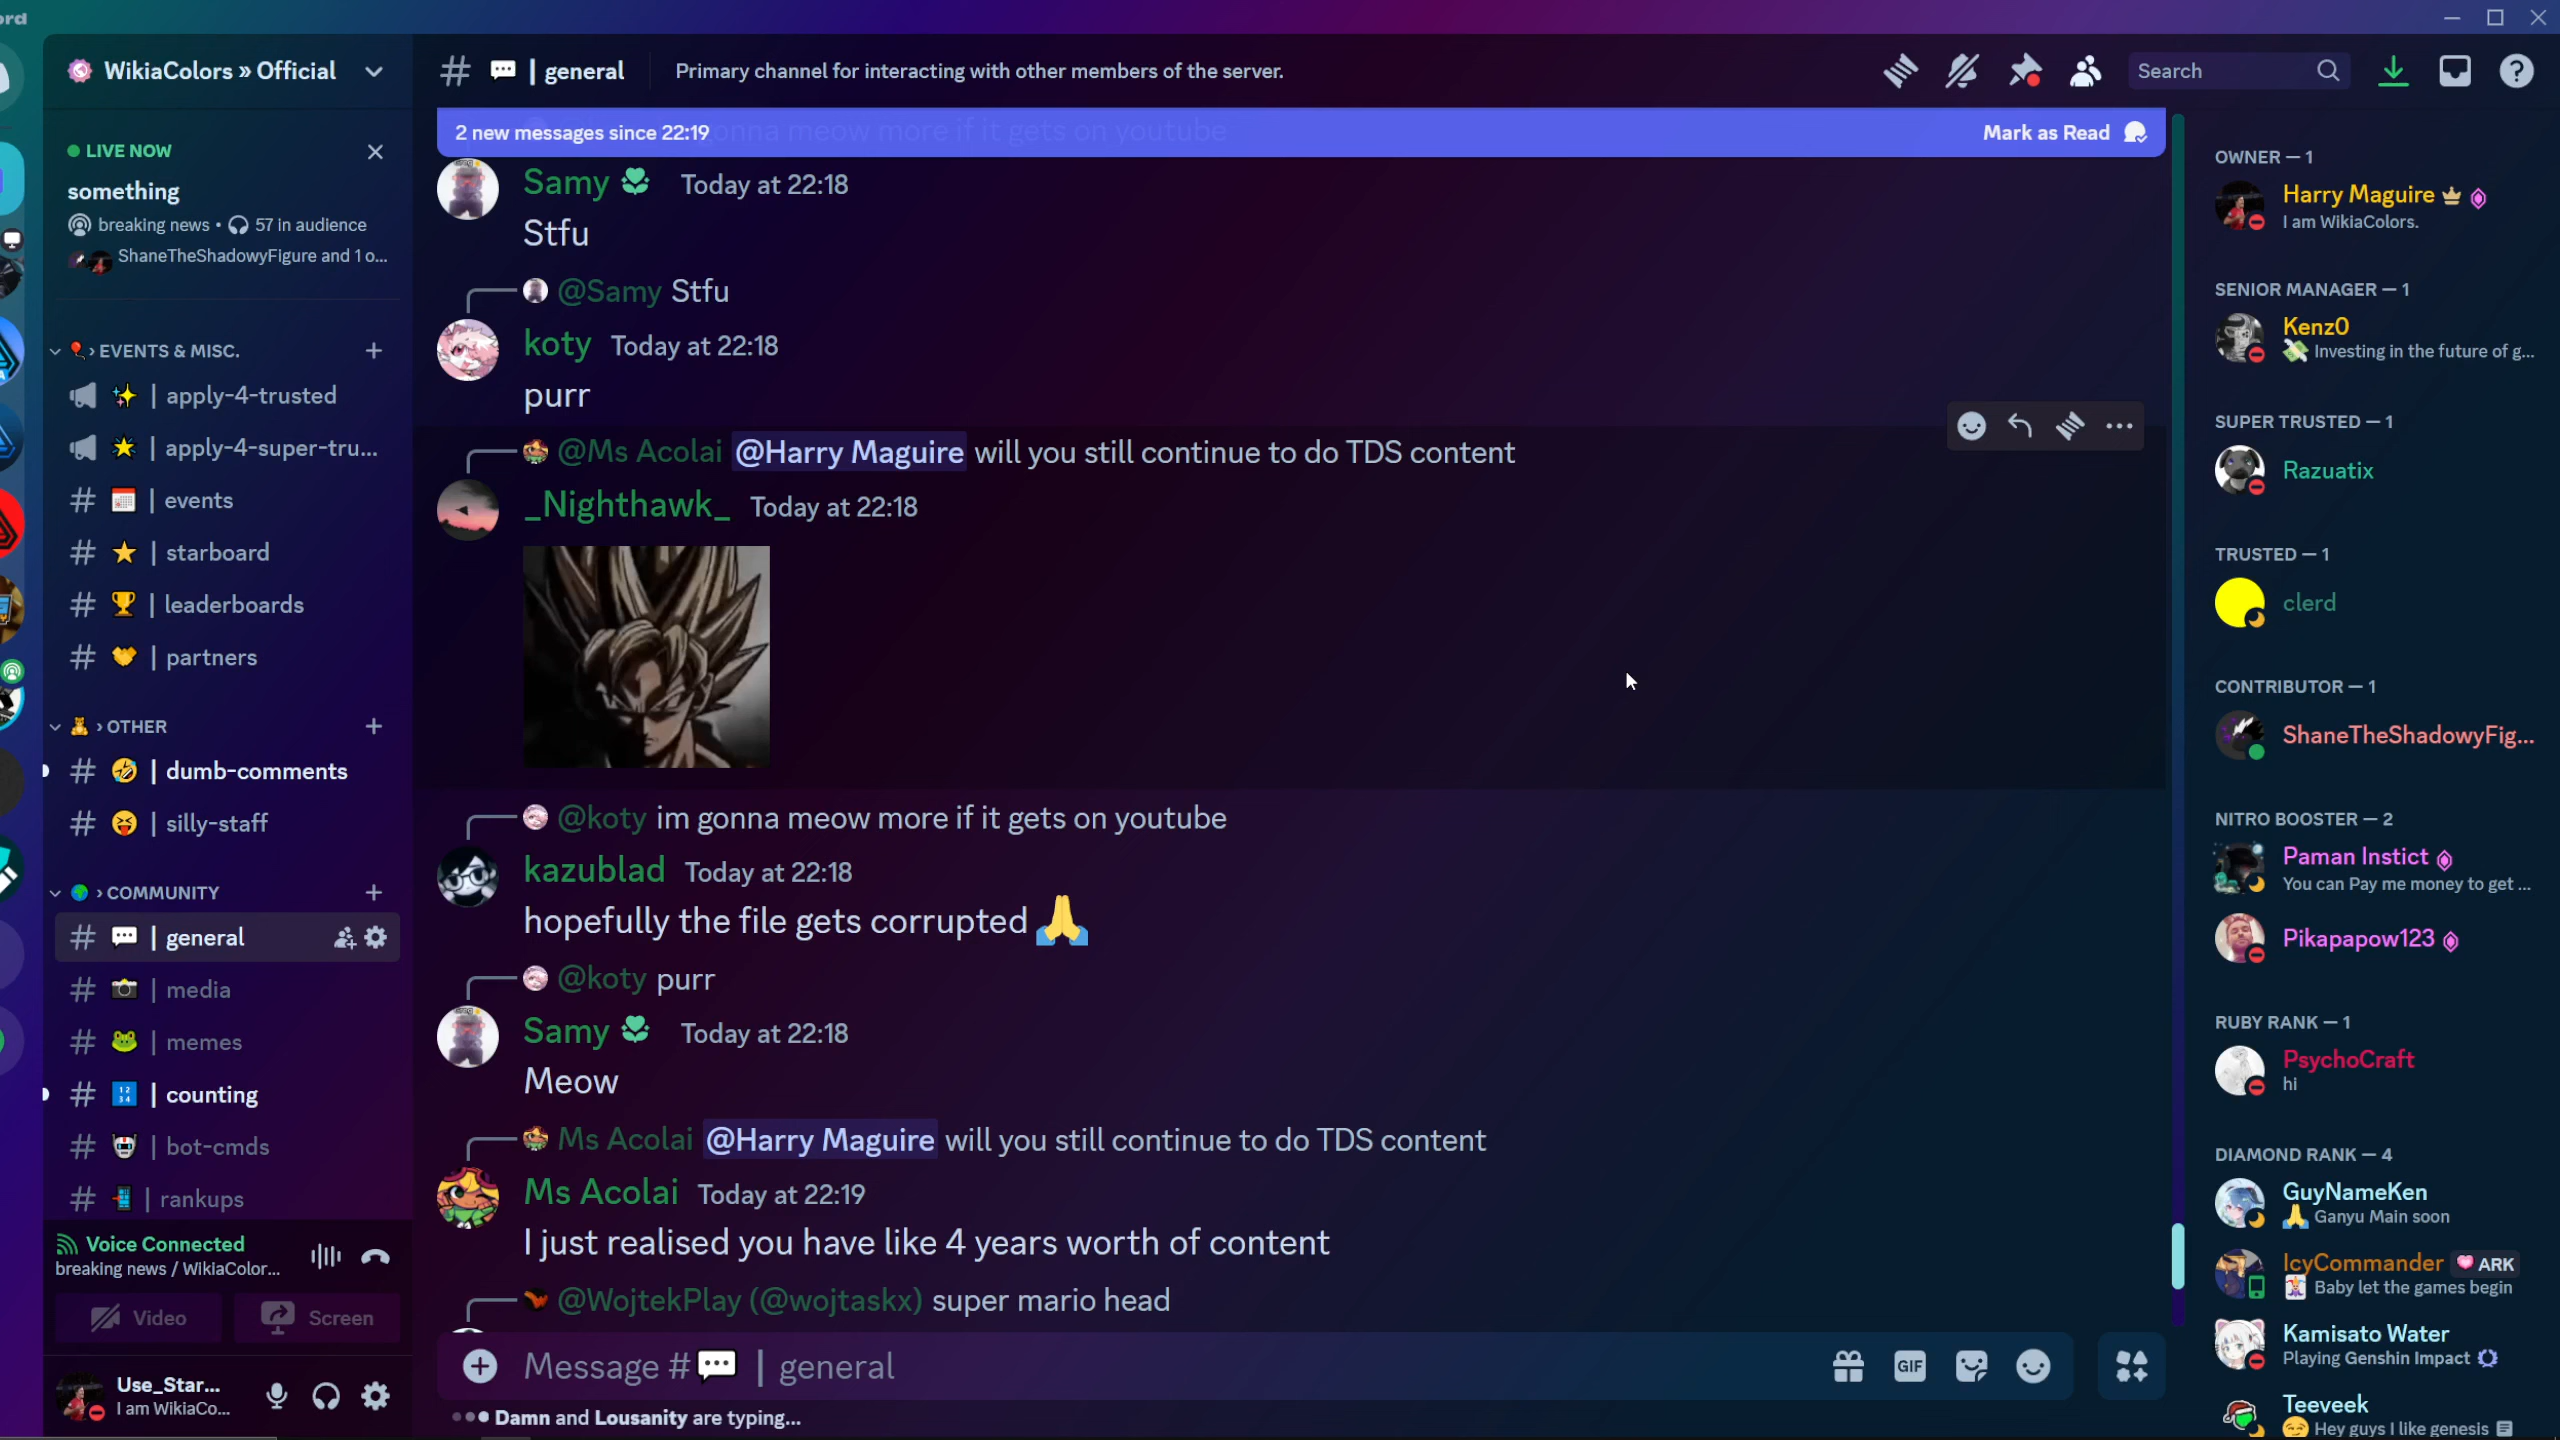 ord
WikiaColors » Official
LIVE NOW
something
breaking news • 57 in audience
ShaneTheShadowyFigure and 1 o...
› EVENTS & MISC.
| apply-4-trusted
| apply-4-super-tru...
# | events
# | starboard
# | leaderboards
# | partners
› OTHER
# | dumb-comments
# | silly-staff
› COMMUNITY
# | general
# | media
# | memes
# | counting
# | bot-cmds
# | rankups
Voice Connected
breaking news / WikiaColor...
Video
Screen
Use_Star...
I am WikiaCo...
# | general
Primary channel for interacting with other members of the server.
Search
2 new messages since 22:19
gonna meow more if it gets on youtube
Mark as Read
Samy Today at 22:18
Stfu
@Samy Stfu
koty Today at 22:18
purr
@Ms Acolai @Harry Maguire will you still continue to do TDS content
_Nighthawk_ Today at 22:18
@koty im gonna meow more if it gets on youtube
kazublad Today at 22:18
hopefully the file gets corrupted 🙏
@koty purr
Samy Today at 22:18
Meow
Ms Acolai @Harry Maguire will you still continue to do TDS content
Ms Acolai Today at 22:19
I just realised you have like 4 years worth of content
@WojtekPlay (@wojtaskx) super mario head
Message # | general
GIF
Damn and Lousanity are typing...
OWNER — 1
Harry Maguire
I am WikiaColors.
SENIOR MANAGER — 1
Kenz0
Investing in the future of g...
SUPER TRUSTED — 1
Razuatix
TRUSTED — 1
clerd
CONTRIBUTOR — 1
ShaneTheShadowyFig...
NITRO BOOSTER — 2
Paman Instict
You can Pay me money to get ...
Pikapapow123
RUBY RANK — 1
PsychoCraft
hi
DIAMOND RANK — 4
GuyNameKen
Ganyu Main soon
IcyCommander ARK
Baby let the games begin
Kamisato Water
Playing Genshin Impact
Teeveek
Hey guys I like genesis